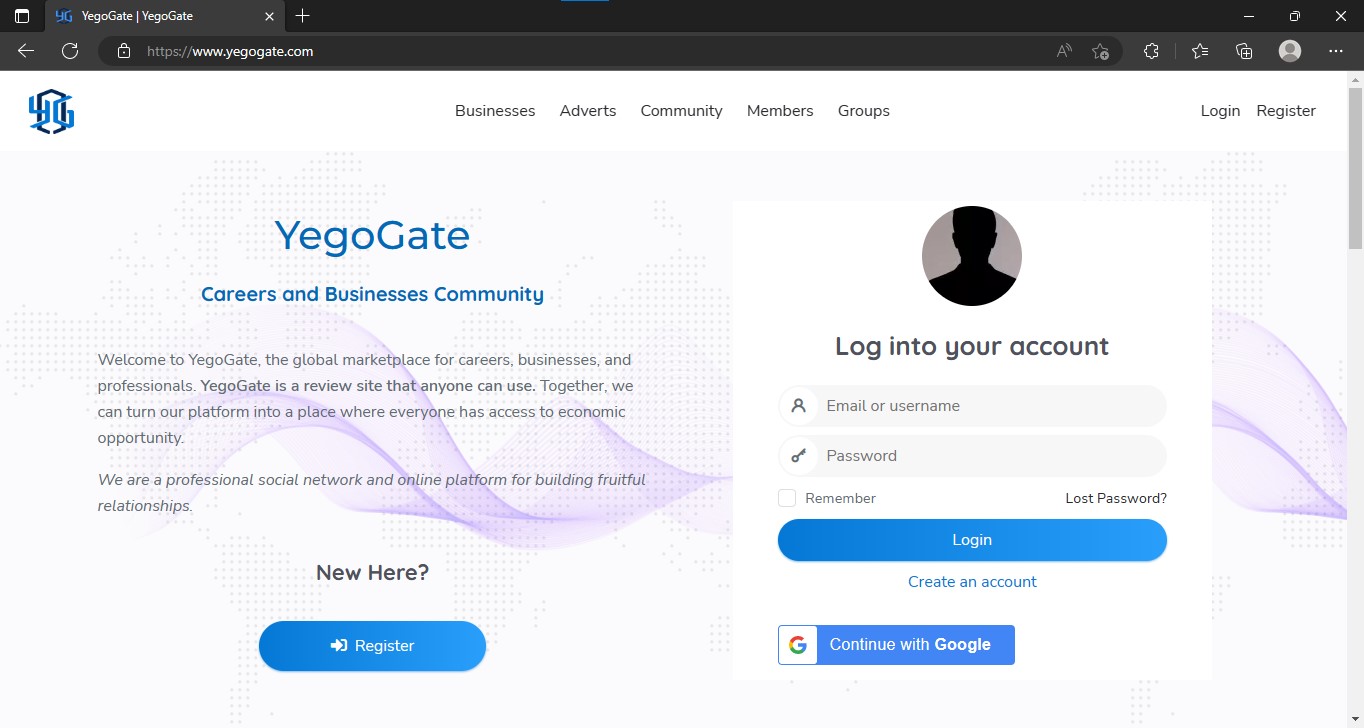 YegoGate | YegoGate
https://www.yegogate.com
YG
Businesses Adverts Community Members Groups
Login Register
YegoGate
Careers and Businesses Community
Welcome to YegoGate, the global marketplace for careers, businesses, and
professionals. YegoGate is a review site that anyone can use. Together, we
can turn our platform into a place where everyone has access to economic
opportunity.
We are a professional social network and online platform for building fruitful
relationships.
New Here?
Register
Log into your account
Email or username
Password
Remember
Lost Password?
Login
Create an account
G
Continue with Google